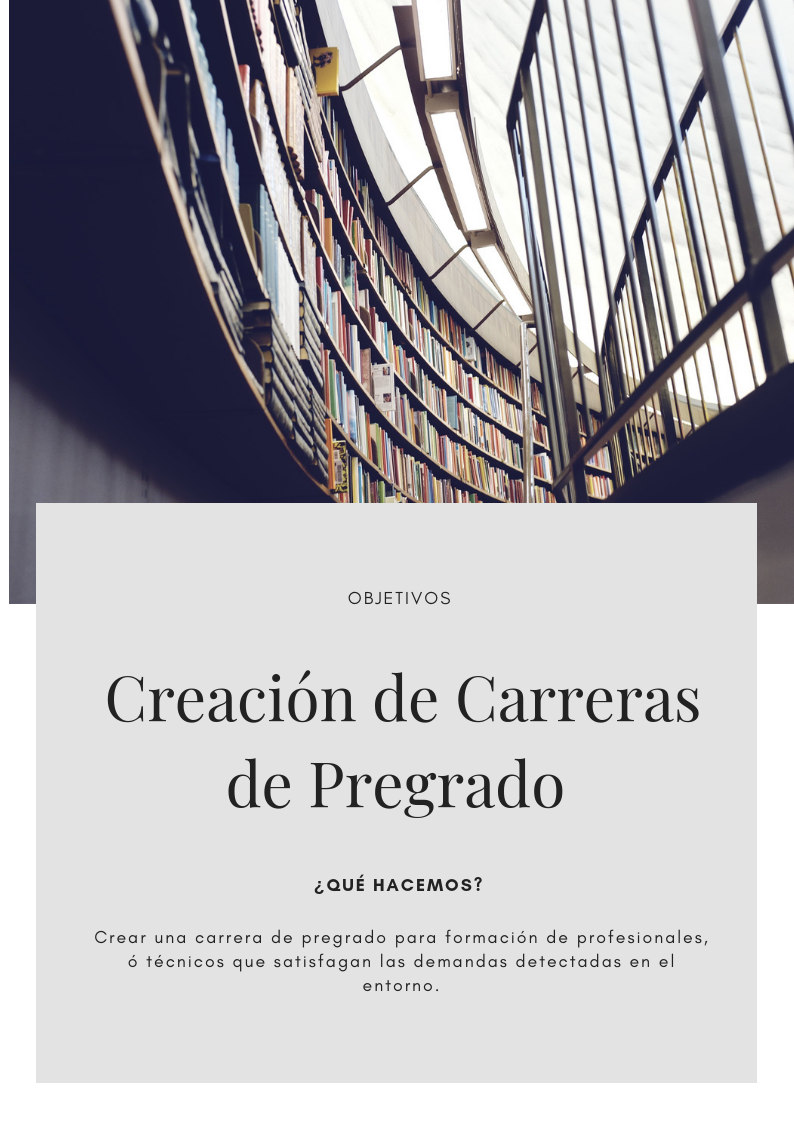 OBJETIVOS
Creación de Carreras
de Pregrado
¿QUÉ HACEMOS?
Crear una carrera de pregrado para formación de profesionales,
ó técnicos que satisfagan las demandas detectadas en el
entorno.